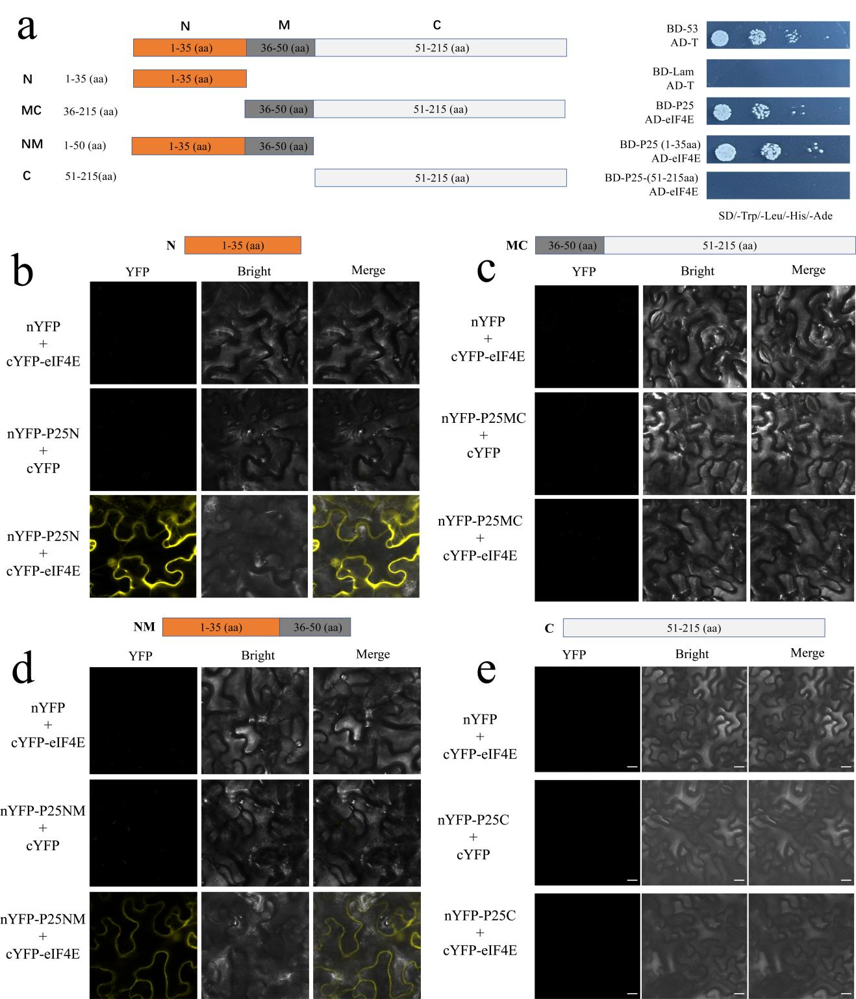 a
N M C
1-35 (aa) 36-50 (aa) 51-215 (aa)
N 1-35 (aa) 1-35 (aa)
MC 36-215 (aa) 36-50 (aa) 51-215 (aa)
NM 1-50 (aa) 1-35 (aa) 36-50 (aa)
C 51-215(aa) 51-215 (aa)
BD-53
AD-T
BD-Lam
AD-T
BD-P25
AD-eIF4E
BD-P25 (1-35aa)
AD-eIF4E
BD-P25-(51-215aa)
AD-eIF4E
SD/-Trp/-Leu/-His/-Ade
b
N 1-35 (aa)
YFP Bright Merge
nYFP
+
cYFP-eIF4E
nYFP-P25N
+
cYFP
nYFP-P25N
+
cYFP-eIF4E
c
MC 36-50 (aa) 51-215 (aa)
YFP Bright Merge
nYFP
+
cYFP-eIF4E
nYFP-P25MC
+
cYFP
nYFP-P25MC
+
cYFP-eIF4E
d
NM 1-35 (aa) 36-50 (aa)
YFP Bright Merge
nYFP
+
cYFP-eIF4E
nYFP-P25NM
+
cYFP
nYFP-P25NM
+
cYFP-eIF4E
e
C 51-215 (aa)
YFP Bright Merge
nYFP
+
cYFP-eIF4E
nYFP-P25C
+
cYFP
nYFP-P25C
+
cYFP-eIF4E